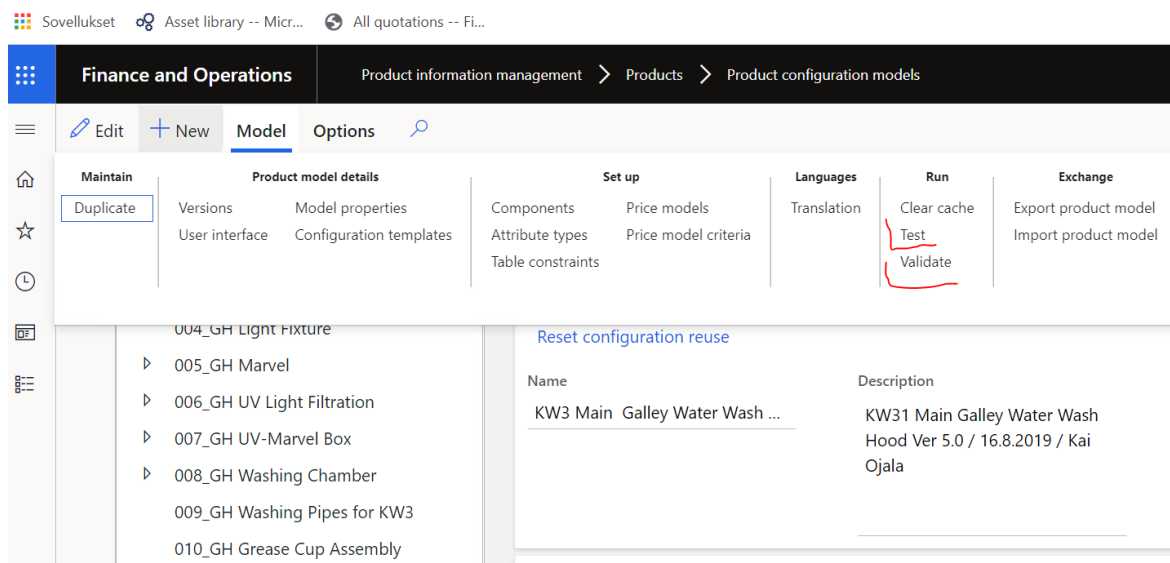 Sovellukset Asset library -- Micr... All quotations -- Fi...
Finance and Operations Product information management Products Product configuration models
Edit New Model Options
Maintain Product model details Set up Languages Run Exchange
Duplicate Versions Model properties Components Price models Translation Clear cache Export product model
User interface Configuration templates Attribute types Price model criteria Test Import product model
Table constraints Validate
004_GH Light Fixture
Reset configuration reuse
005_GH Marvel
Name Description
006_GH UV Light Filtration
KW3 Main Galley Water Wash ... KW31 Main Galley Water Wash
007_GH UV-Marvel Box
Hood Ver 5.0 / 16.8.2019 / Kai
Ojala
008_GH Washing Chamber
009_GH Washing Pipes for KW3
010_GH Grease Cup Assembly